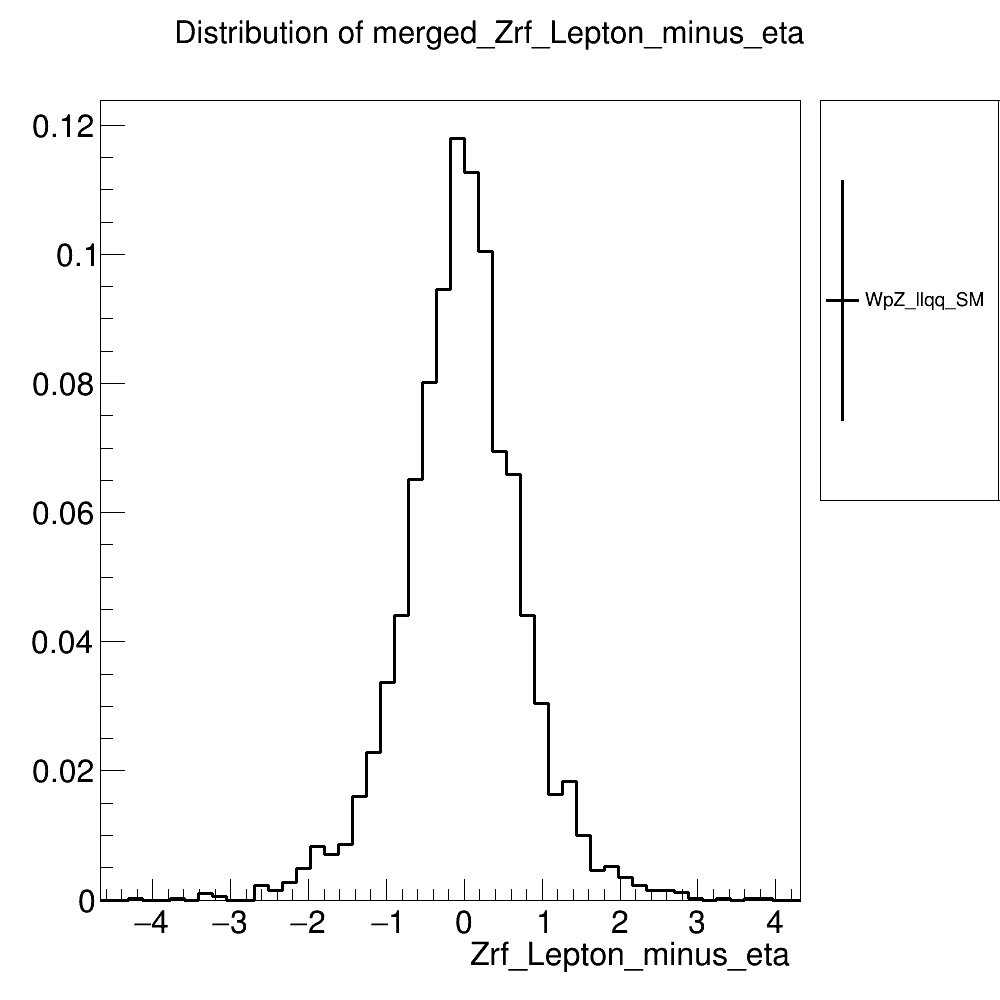 Distribution of merged_Zrf_Lepton_minus_eta
0.12
0.1
0.08
0.06
0.04
0.02
0
WpZ_llqq_SM
−4 −3 −2 −1 0 1 2 3 4
Zrf_Lepton_minus_eta